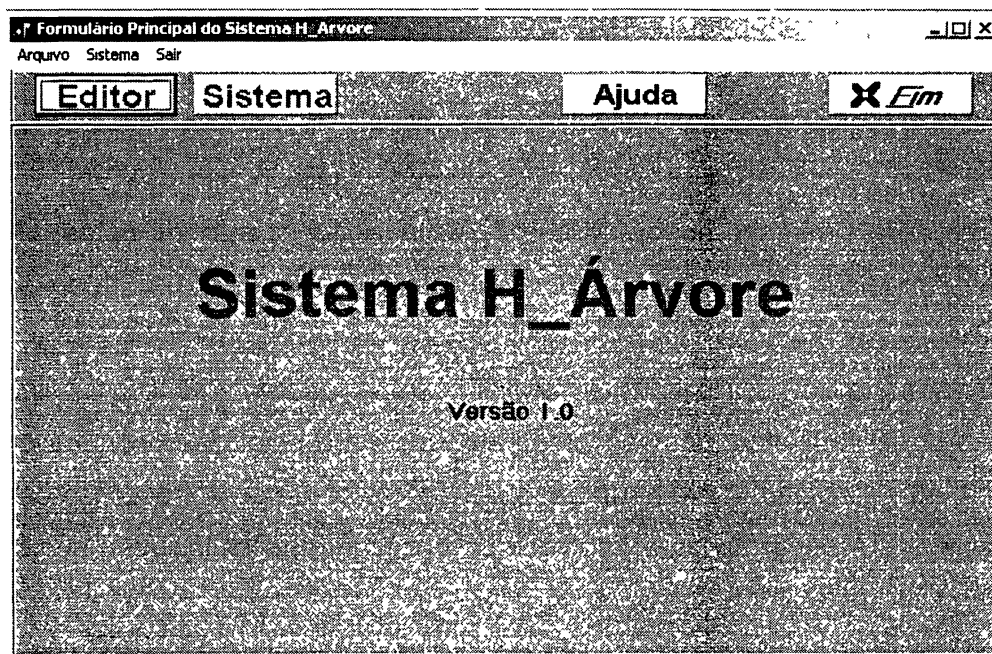 Formulário Principal do Sistema H_Arvore
Arquivo Sistema Sair
Editor Sistema Ajuda Fim
Sistema H_Árvore
Versão 1.0